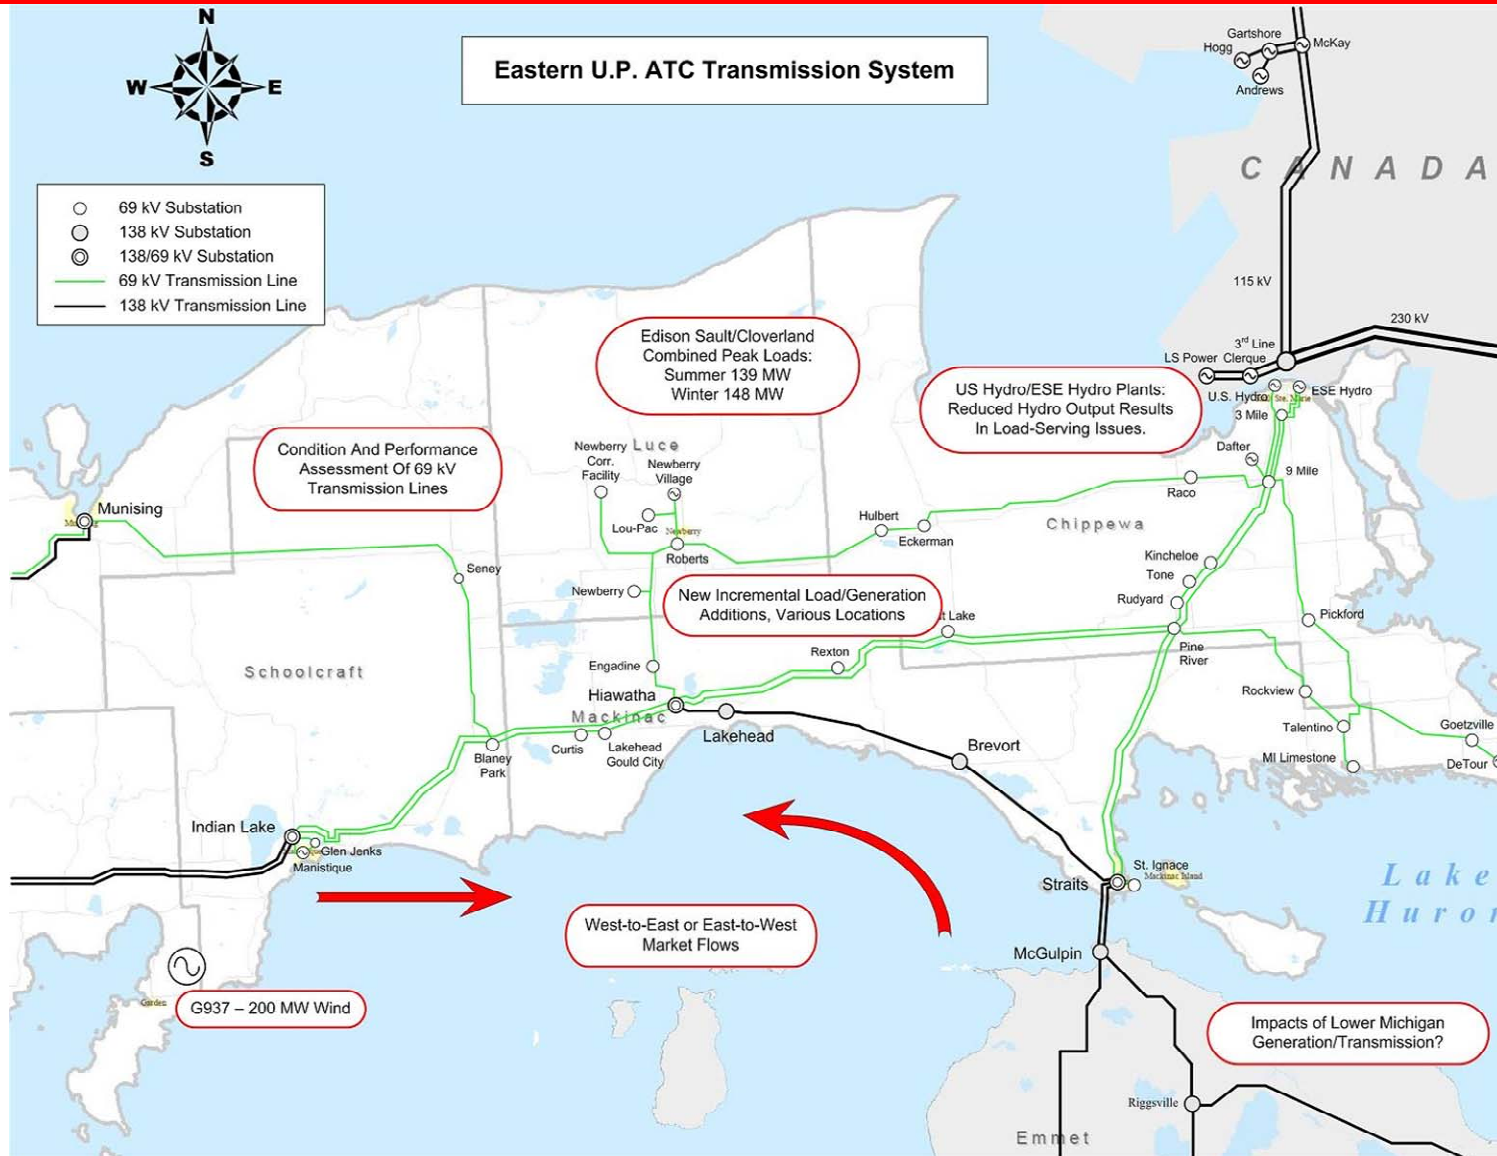 N
W
E
S
Eastern U.P. ATC Transmission System
Gartshore
Hogg
McKay
Andrews
CANADA
69 kV Substation
138 kV Substation
138/69 kV Substation
69 kV Transmission Line
138 kV Transmission Line
115 kV
230 kV
3rd Line
LS Power Clerque
U.S. Hydro
ESE Hydro
3 Mile
Edison Sault/Cloverland
Combined Peak Loads:
Summer 139 MW
Winter 148 MW
US Hydro/ESE Hydro Plants:
Reduced Hydro Output Results
In Load-Serving Issues.
Condition And Performance
Assessment Of 69 kV
Transmission Lines
Newberry
Corr.
Facility
Luce
Newberry
Village
Dafter
9 Mile
Raco
Munising
Lou-Pac
Newberry
Roberts
Hulbert
Eckerman
Chippewa
Seney
Newberry
Kincheloe
Tone
Rudyard
New Incremental Load/Generation
Additions, Various Locations
t Lake
Pickford
Pine
River
Rexton
Schoolcraft
Engadine
Hiawatha
Mackinac
Rockview
Talentino
Goetzville
MI Limestone
DeTour
Curtis
Lakehead
Gould City
Lakehead
Brevort
Blaney
Park
Indian Lake
Glen Jenks
Manistique
St. Ignace
Mackinac Island
Straits
Lake
Huron
West-to-East or East-to-West
Market Flows
McGulpin
Garden
G937 – 200 MW Wind
Impacts of Lower Michigan
Generation/Transmission?
Riggsville
Emmet